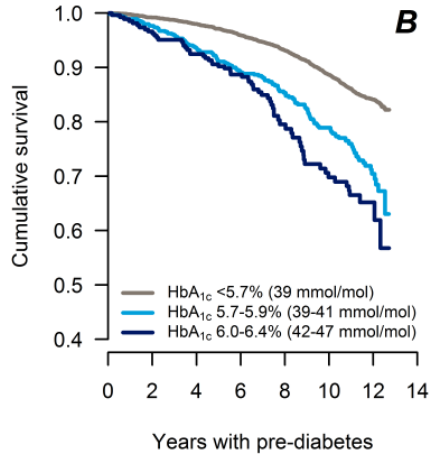 B
Cumulative survival
1.0
0.9
0.8
0.7
0.6
0.5
0.4
HbA1c <5.7% (39 mmol/mol)
HbA1c 5.7-5.9% (39-41 mmol/mol)
HbA1c 6.0-6.4% (42-47 mmol/mol)
0 2 4 6 8 10 12 14
Years with pre-diabetes